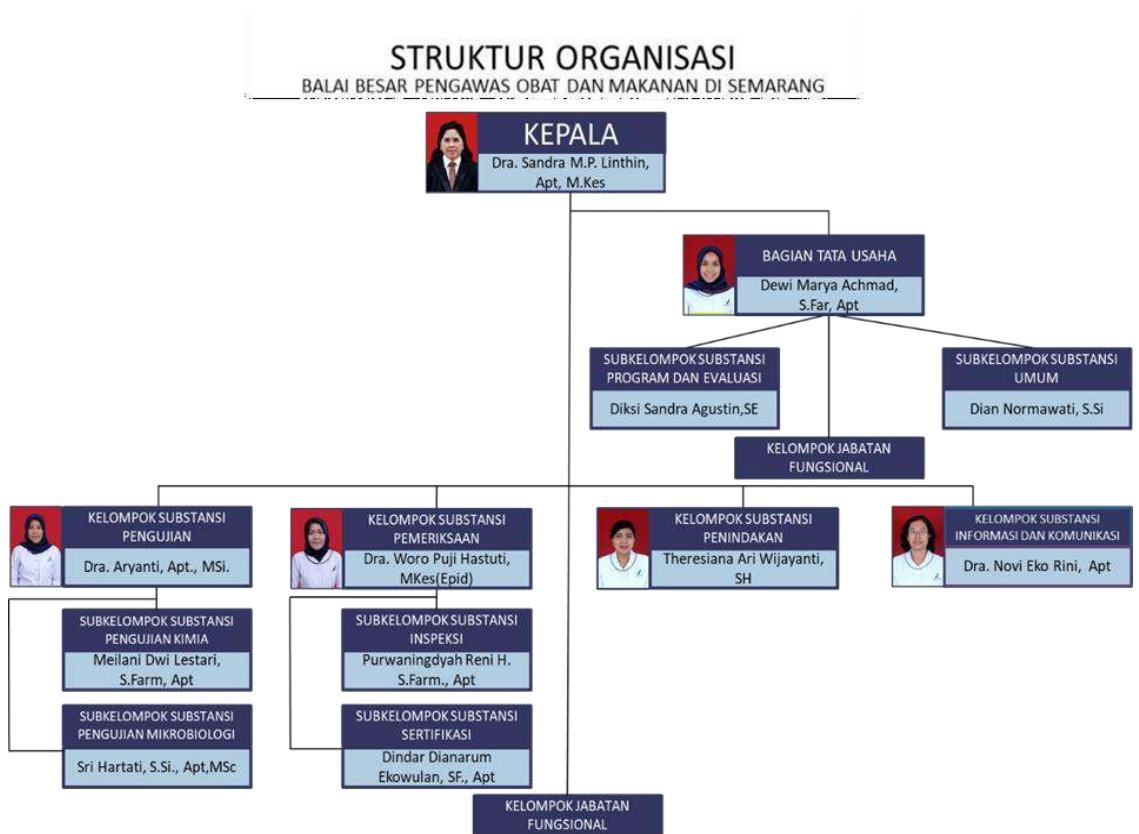 STRUKTUR ORGANISASI
BALAI BESAR PENGAWAS OBAT DAN MAKANAN DI SEMARANG
KEPALA
Dra. Sandra M.P. Linthin,
Apt, M.Kes
BAGIAN TATA USAHA
Dewi Marya Achmad,
S.Far, Apt
SUBKELOMPOK SUBSTANSI
PROGRAM DAN EVALUASI
Diksi Sandra Agustin,SE
SUBKELOMPOK SUBSTANSI
UMUM
Dian Normawati, S.Si
KELOMPOK JABATAN
FUNGSIONAL
KELOMPOK SUBSTANSI
PENGUJIAN
Dra. Aryanti, Apt., MSi.
KELOMPOK SUBSTANSI
PEMERIKSAAN
Dra. Woro Puji Hastuti,
MKes(Epid)
KELOMPOK SUBSTANSI
PENINDAKAN
Theresiana Ari Wijayanti,
SH
KELOMPOK SUBSTANSI
INFORMASI DAN KOMUNIKASI
Dra. Novi Eko Rini, Apt
SUBKELOMPOK SUBSTANSI
PENGUJIAN KIMIA
Meilani Dwi Lestari,
S.Farm, Apt
SUBKELOMPOK SUBSTANSI
INSPEKSI
Purwaningdyah Reni H.
S.Farm., Apt
SUBKELOMPOK SUBSTANSI
PENGUJIAN MIKROBIOLOGI
Sri Hartati, S.Si., Apt,MSc
SUBKELOMPOK SUBSTANSI
SERTIFIKASI
Dindar Dianarum
Ekowulan, SF., Apt
KELOMPOK JABATAN
FUNGSIONAL